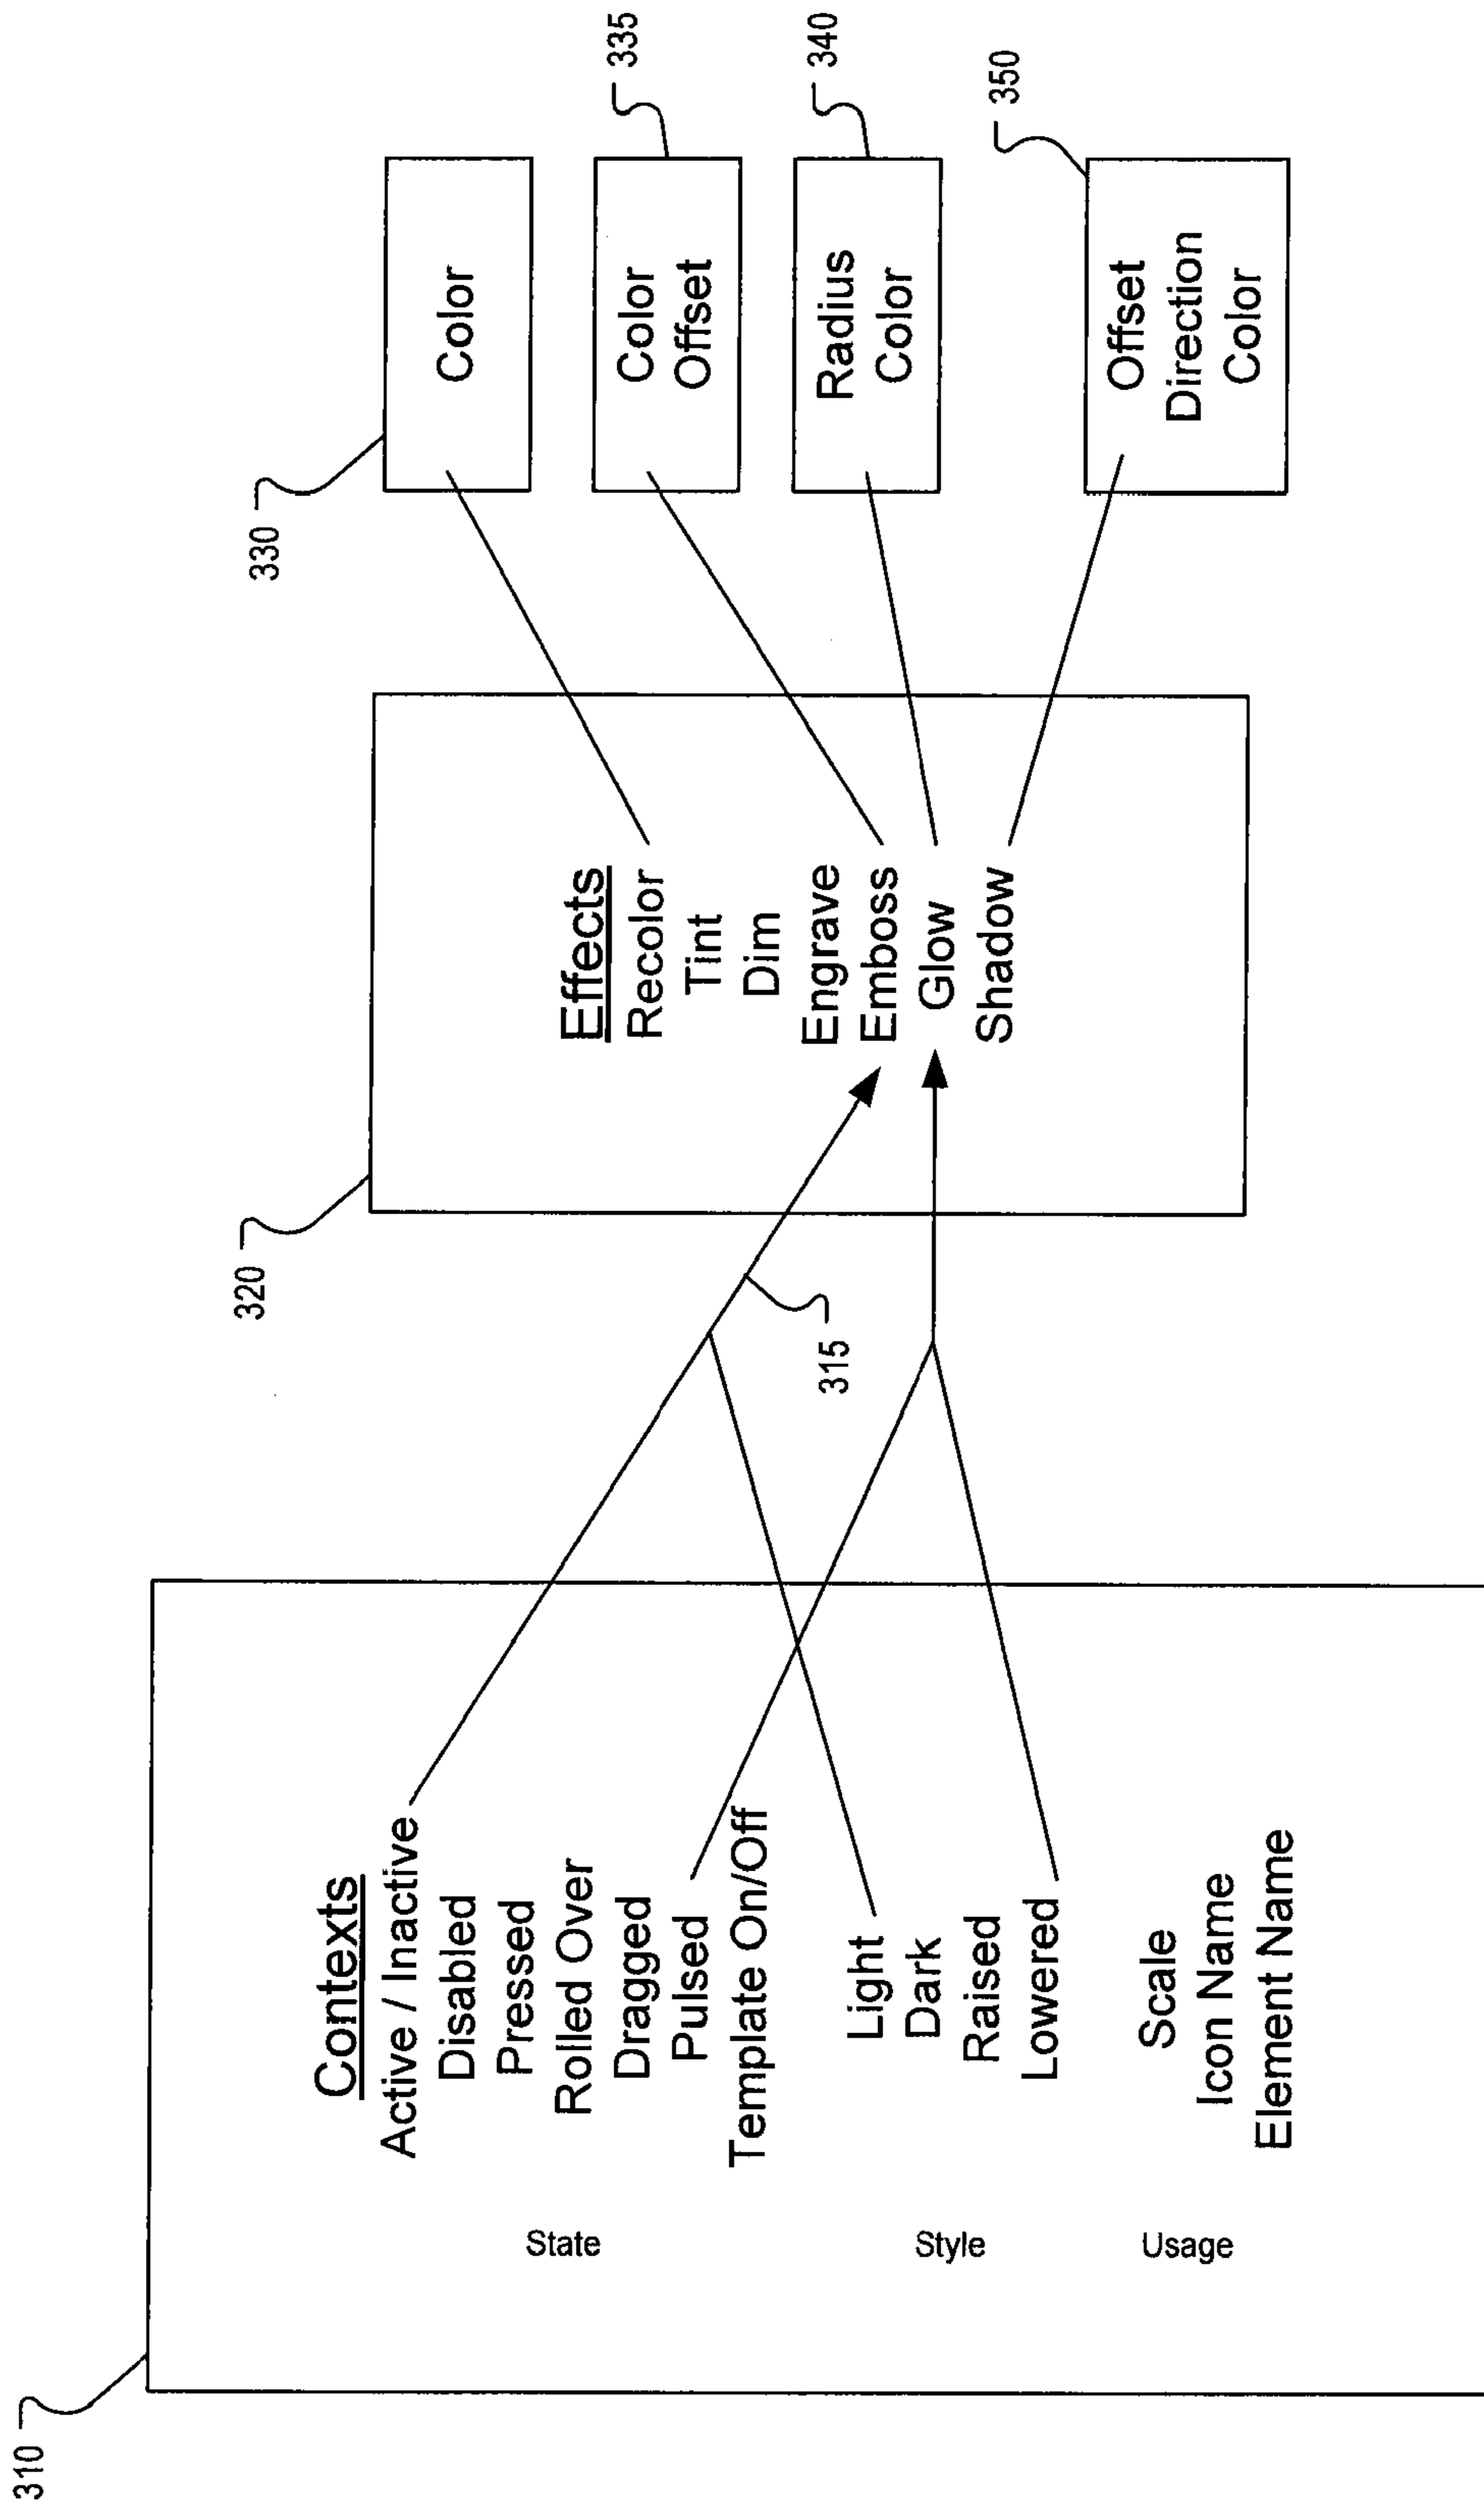 310
Contexts
State
Active / Inactive
Disabled
Pressed
Rolled Over
Dragged
Pulsed
Template On/Off
Style
Light
Dark
Raised
Lowered
Usage
Scale
Icon Name
Element Name
315
320
Effects
Recolor
Tint
Dim
Engrave
Emboss
Glow
Shadow
330
Color
335
Color
Offset
340
Radius
Color
350
Offset
Direction
Color